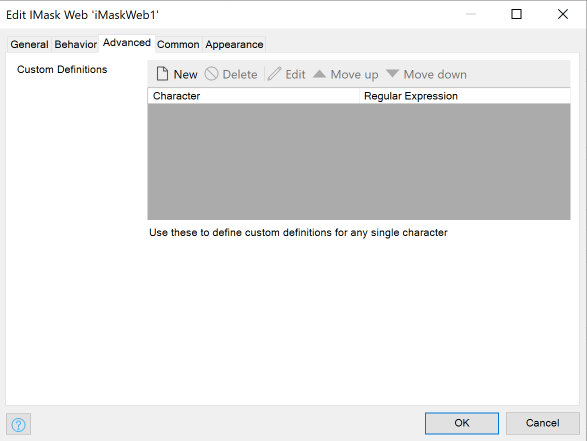 Edit IMask Web 'iMaskWeb1'
General Behavior Advanced Common Appearance
Custom Definitions
New Delete Edit Move up Move down
Character Regular Expression
Use these to define custom definitions for any single character
? OK Cancel